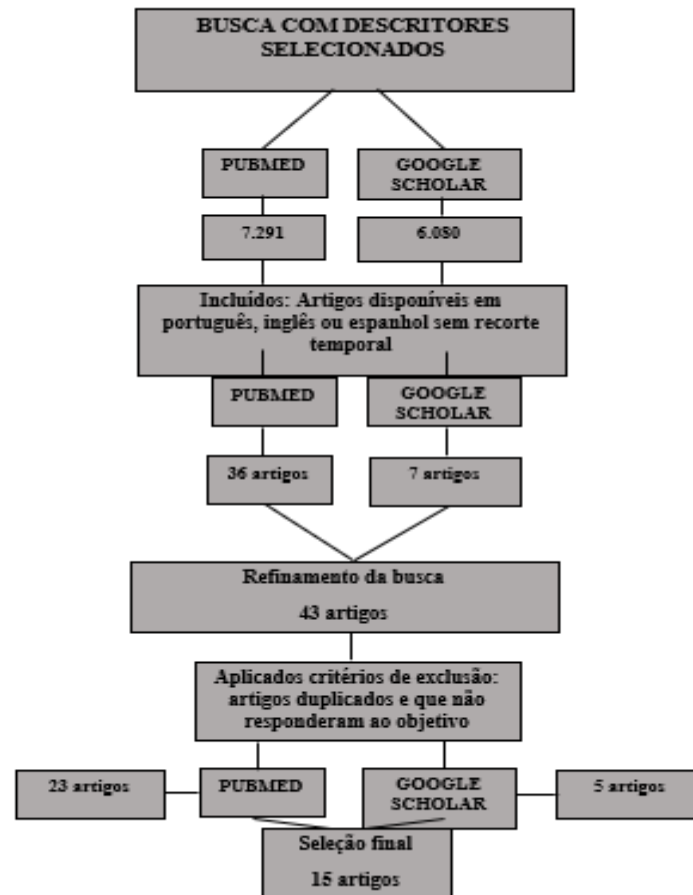 BUSCA COM DESCRITORES
SELECIONADOS
PUBMED
GOOGLE
SCHOLAR
7.291
6.080
Incluídos: Artigos disponíveis em
português, inglês ou espanhol sem recorte
temporal
PUBMED
GOOGLE
SCHOLAR
36 artigos
7 artigos
Refinamento da busca
43 artigos
Aplicados critérios de exclusão:
artigos duplicados e que não
responderam ao objetivo
23 artigos
PUBMED
GOOGLE
SCHOLAR
5 artigos
Seleção final
15 artigos